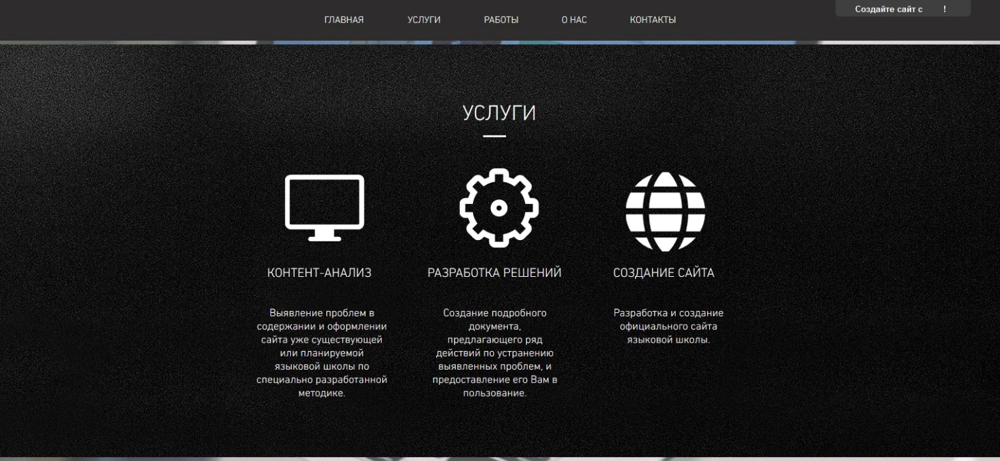 Создайте сайт с !
ГЛАВНАЯ УСЛУГИ РАБОТЫ О НАС КОНТАКТЫ
УСЛУГИ
КОНТЕНТ-АНАЛИЗ
Выявление проблем в
содержании и оформлении
сайта уже существующей
или планируемой
языковой школы по
специально разработанной
методике.
РАЗРАБОТКА РЕШЕНИЙ
Создание подробного
документа,
предлагающего ряд
действий по устранению
выявленных проблем, и
предоставление его Вам в
пользование.
СОЗДАНИЕ САЙТА
Разработка и создание
официального сайта
языковой школы.